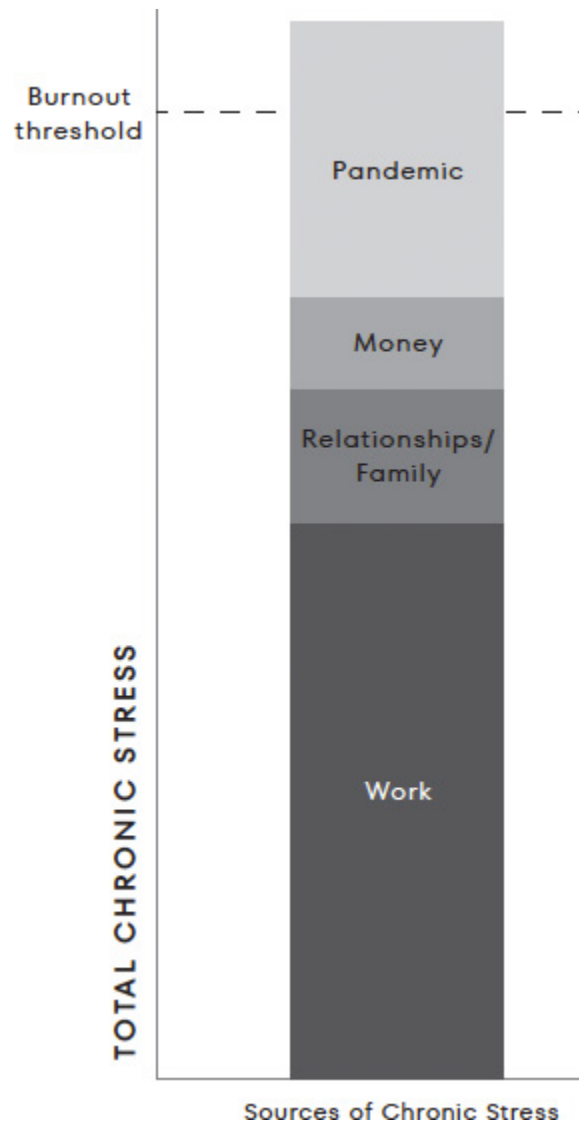 Burnout
threshold
Pandemic
Money
Relationships/
Family
Work
TOTAL CHRONIC STRESS
Sources of Chronic Stress